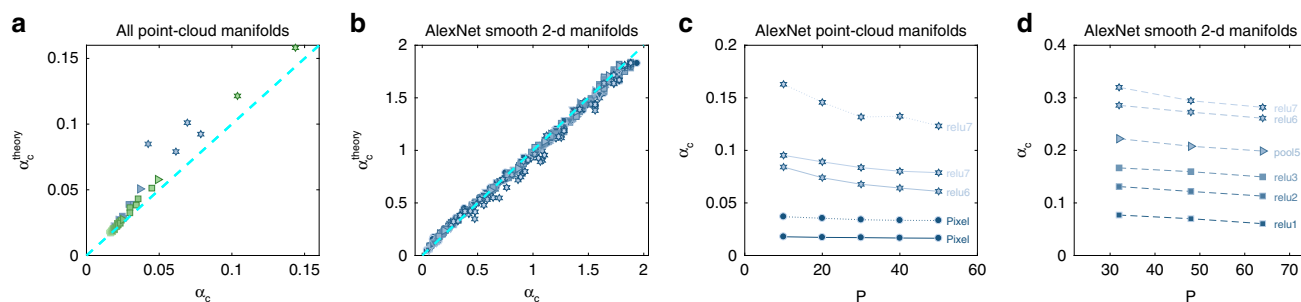 a
All point-cloud manifolds
0.15
0.1
0.05
0
0 0.05 0.1 0.15
α_c^theory
α_c
b
AlexNet smooth 2-d manifolds
2
1.5
1
0.5
0
0 0.5 1 1.5 2
α_c^theory
α_c
c
AlexNet point-cloud manifolds
0.2
0.15
0.1
0.05
0
0 20 40 60
α_c
P
relu7
relu7
relu6
Pixel
Pixel
d
AlexNet smooth 2-d manifolds
0.4
0.3
0.2
0.1
0
30 40 50 60 70
α_c
P
relu7
relu6
pool5
relu3
relu2
relu1